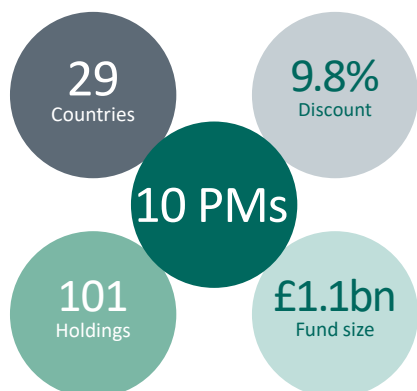 29
Countries
9.8%
Discount
10 PMs
101
Holdings
£1.1bn
Fund size